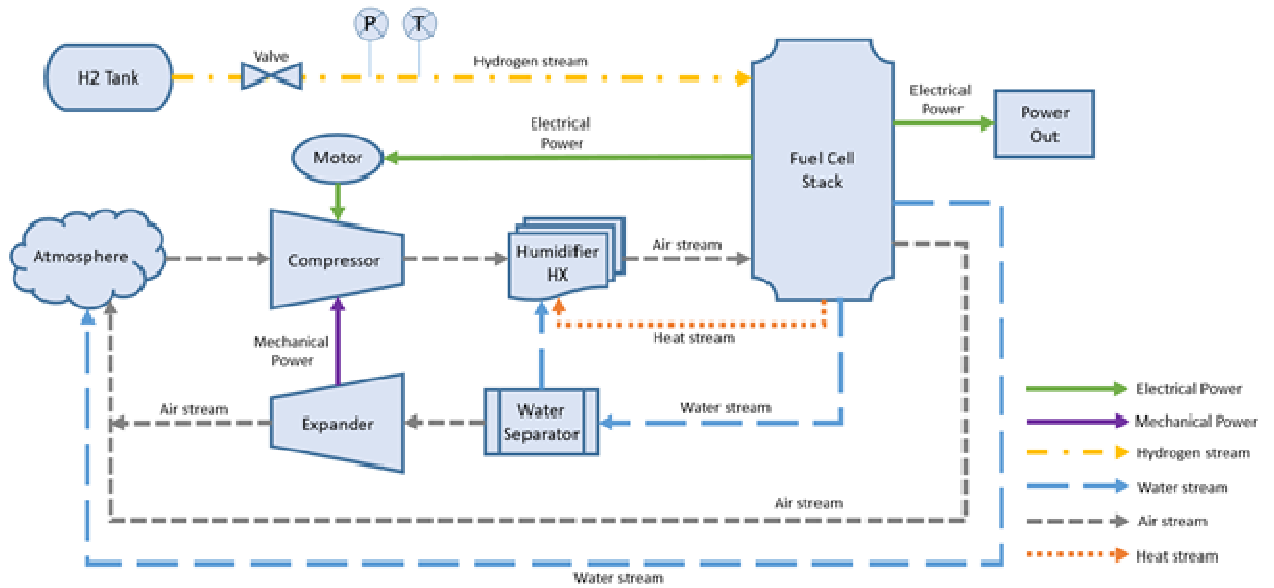 P
T
Valve
H2 Tank
Hydrogen stream
Electrical
Power
Power
Out
Electrical
Power
Motor
Fuel Cell
Stack
Atmosphere
Compressor
Humidifier
HX
Air stream
Heat stream
Mechanical
Power
Air stream
Expander
Water
Separator
Water stream
Electrical Power
Mechanical Power
Hydrogen stream
Water stream
Air stream
Heat stream
Air stream
Water stream